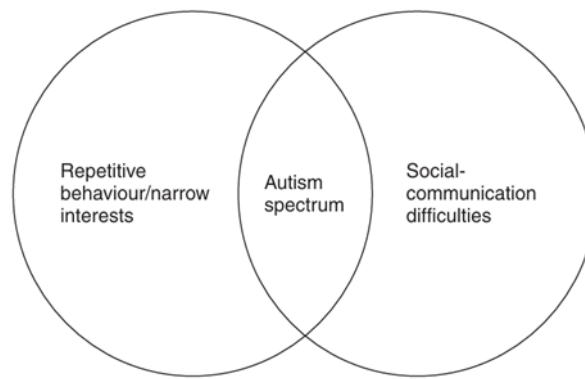 Repetitive
behaviour/narrow
interests
Autism
spectrum
Social-
communication
difficulties